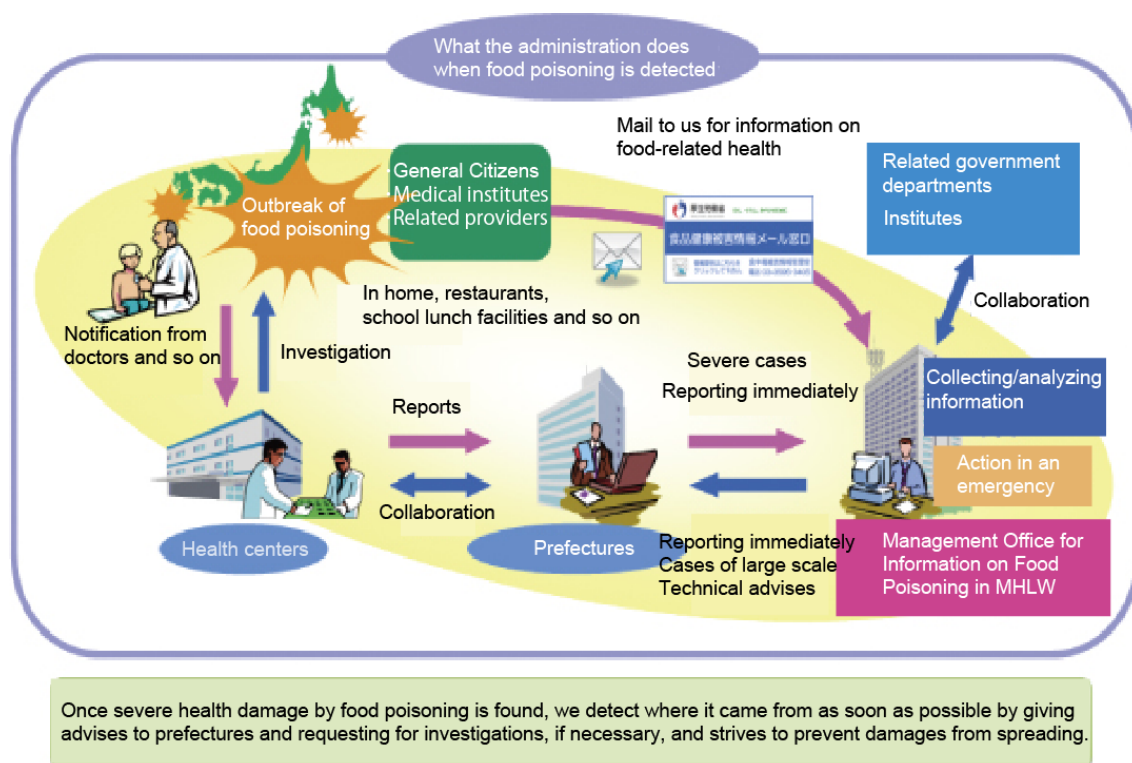 What the administration does
when food poisoning is detected
Mail to us for information on
food-related health
Related government
departments
Institutes
General Citizens
Medical institutes
Related providers
Outbreak of
food poisoning
厚生労働省
食品健康被害情報メール窓口
In home, restaurants,
school lunch facilities and so on
Collaboration
Notification from
doctors and so on
Investigation
Severe cases
Reporting immediately
Collecting/analyzing
information
Reports
Action in an
emergency
Collaboration
Health centers
Prefectures
Reporting immediately
Cases of large scale
Technical advises
Management Office for
Information on Food
Poisoning in MHLW
Once severe health damage by food poisoning is found, we detect where it came from as soon as possible by giving
advises to prefectures and requesting for investigations, if necessary, and strives to prevent damages from spreading.